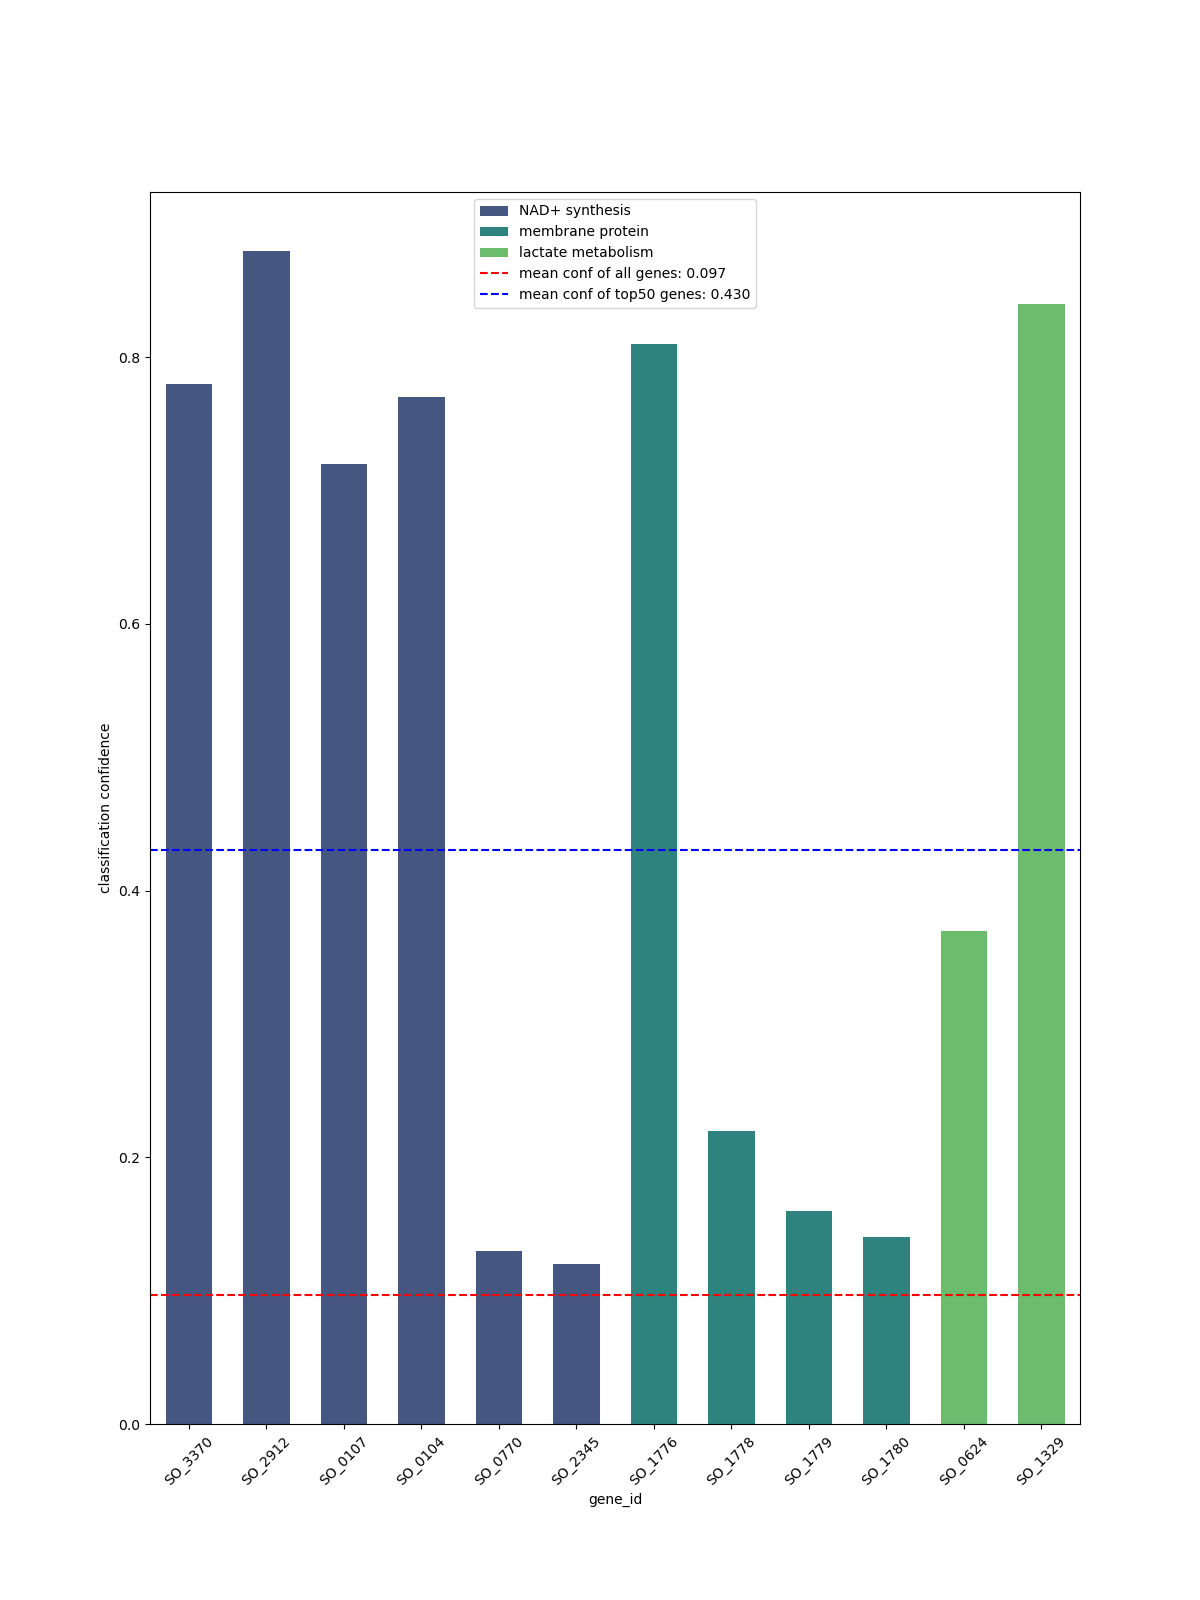 NAD+ synthesis
membrane protein
lactate metabolism
mean conf of all genes: 0.097
mean conf of top50 genes: 0.430
classification confidence
0.8
0.6
0.4
0.2
0.0
SO_3370
SO_2912
SO_0107
SO_0104
SO_0770
SO_2345
SO_1776
SO_1778
SO_1779
SO_1780
SO_0624
SO_1329
gene_id